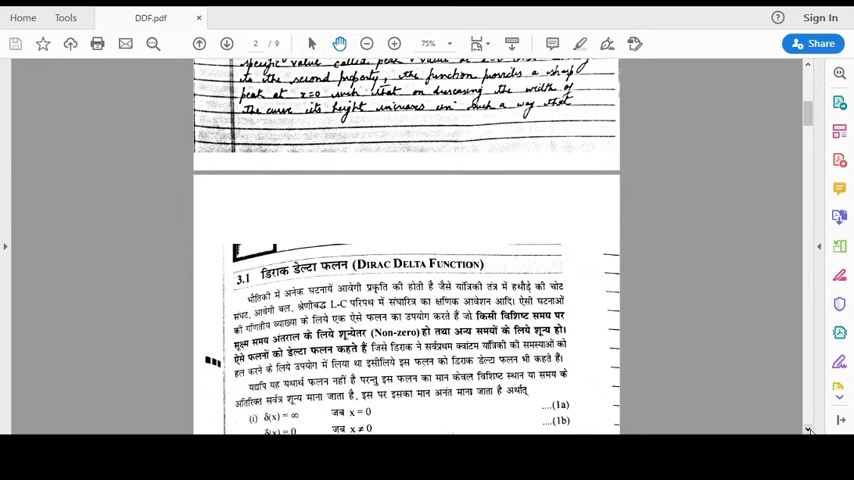 Home Tools DDF.pdf × Sign In
2 / 9 75% Share
specific value called peak value at x=0
to the second property, the function provides a sharp
peak at x=0 such that on decreasing the width of
the curve its height increases in such a way that
3.1 डिराक डेल्टा फलन (DIRAC DELTA FUNCTION)
भौतिकी में अनेक घटनायें आवेगी प्रकृति की होती है जैसे यांत्रिकी तंत्र में हथौड़े की चोट
संघट, आवेगी बल, श्रेणीबद्ध L-C परिपथ में संधारित्र का क्षणिक आवेशन आदि। ऐसी घटनाओं
की गणितीय व्याख्या के लिये एक ऐसे फलन का उपयोग करते हैं जो किसी विशिष्ट समय पर
सूक्ष्म समय अंतराल के लिये शून्येतर (Non-zero) हो तथा अन्य समयों के लिये शून्य हो।
ऐसे फलनों को डेल्टा फलन कहते हैं जिसे डिराक ने सर्वप्रथम क्वांटम यांत्रिकी की समस्याओं को
हल करने के लिये उपयोग में लिया था इसीलिये इस फलन को डिराक डेल्टा फलन भी कहते हैं।
यद्यपि यह यथार्थ फलन नहीं है परन्तु इस फलन का मान केवल विशिष्ट स्थान या समय के
अतिरिक्त सर्वत्र शून्य माना जाता है, इस पर इसका मान अनंत माना जाता है अर्थात्
(i) δ(x) = ∞ जब x = 0 ....(1a)
δ(x) = 0 जब x ≠ 0 ....(1b)